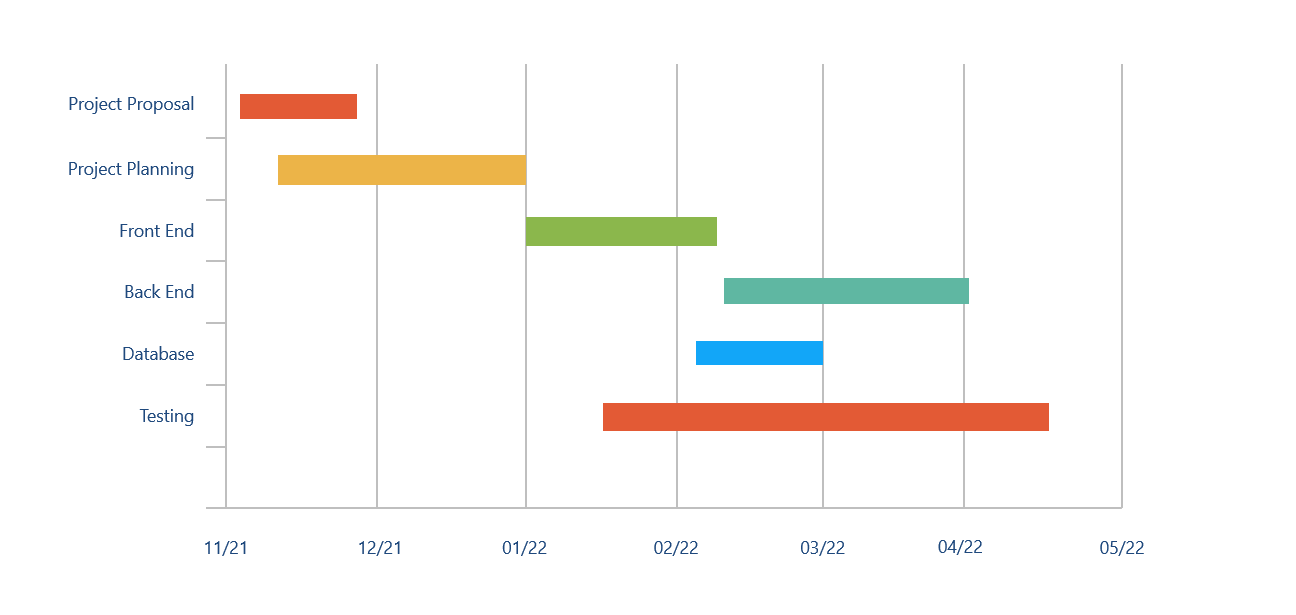 Project Proposal
Project Planning
Front End
Back End
Database
Testing
11/21 12/21 01/22 02/22 03/22 04/22 05/22